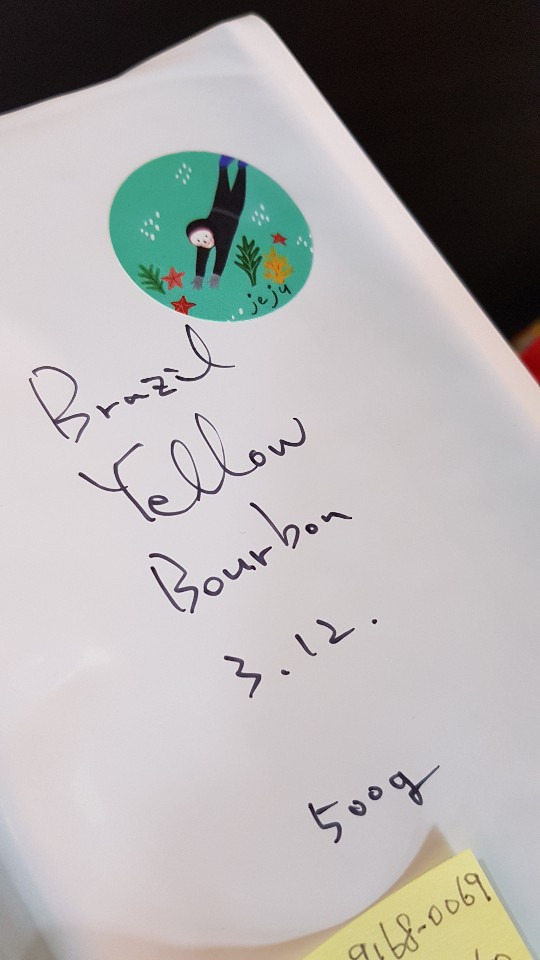 jeju
Brazil
Yellow
Bourbon
3.12.
500g
9168-0069